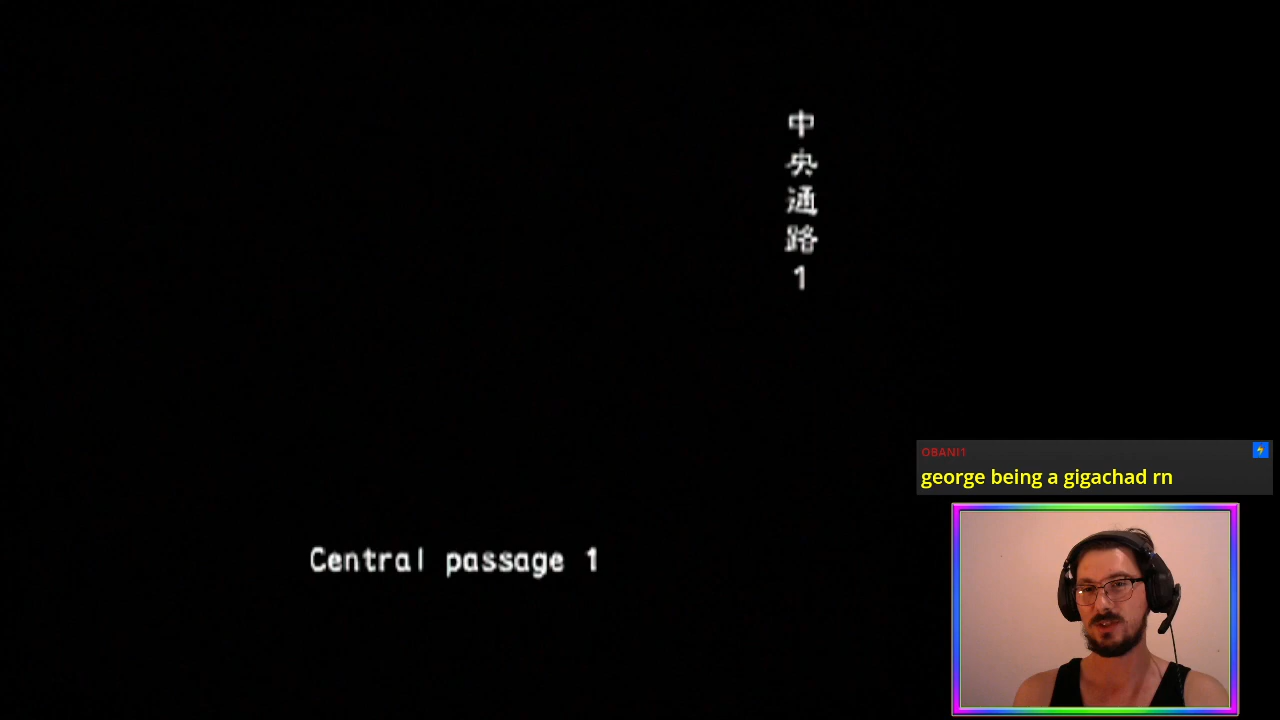 中央通路1
Central passage 1
OBANI1
george being a gigachad rn